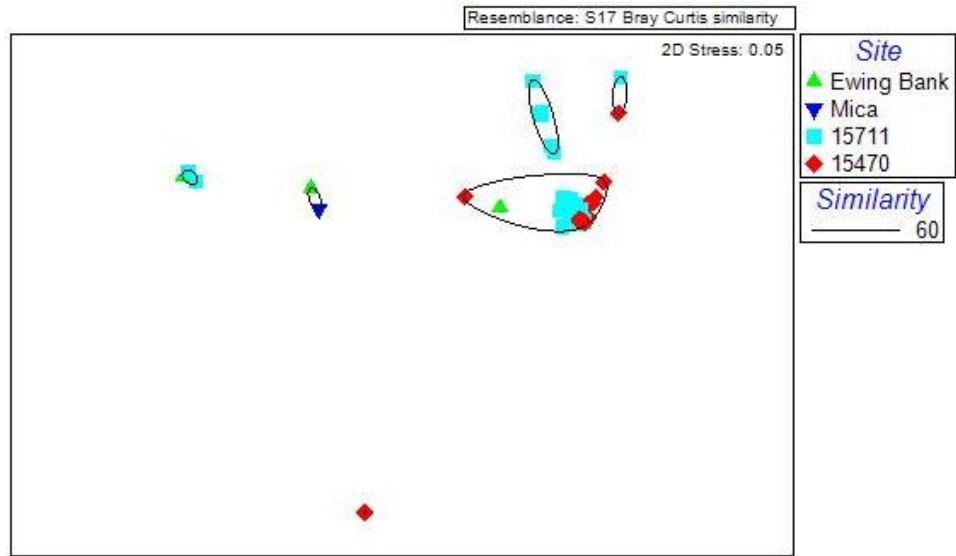 Resemblance: S17 Bray Curtis similarity
2D Stress: 0.05
Site
Ewing Bank
Mica
15711
15470
Similarity
60